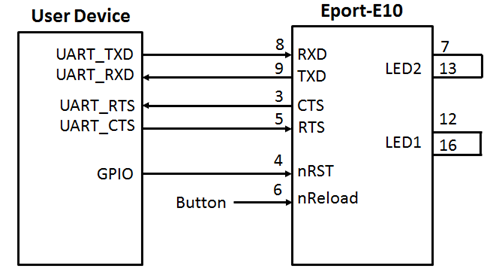 User Device
Eport-E10
UART_TXD 8 RXD
UART_RXD 9 TXD
UART_RTS 3 CTS
UART_CTS 5 RTS
GPIO 4 nRST
Button 6 nReload
LED2 7
13
LED1 12
16